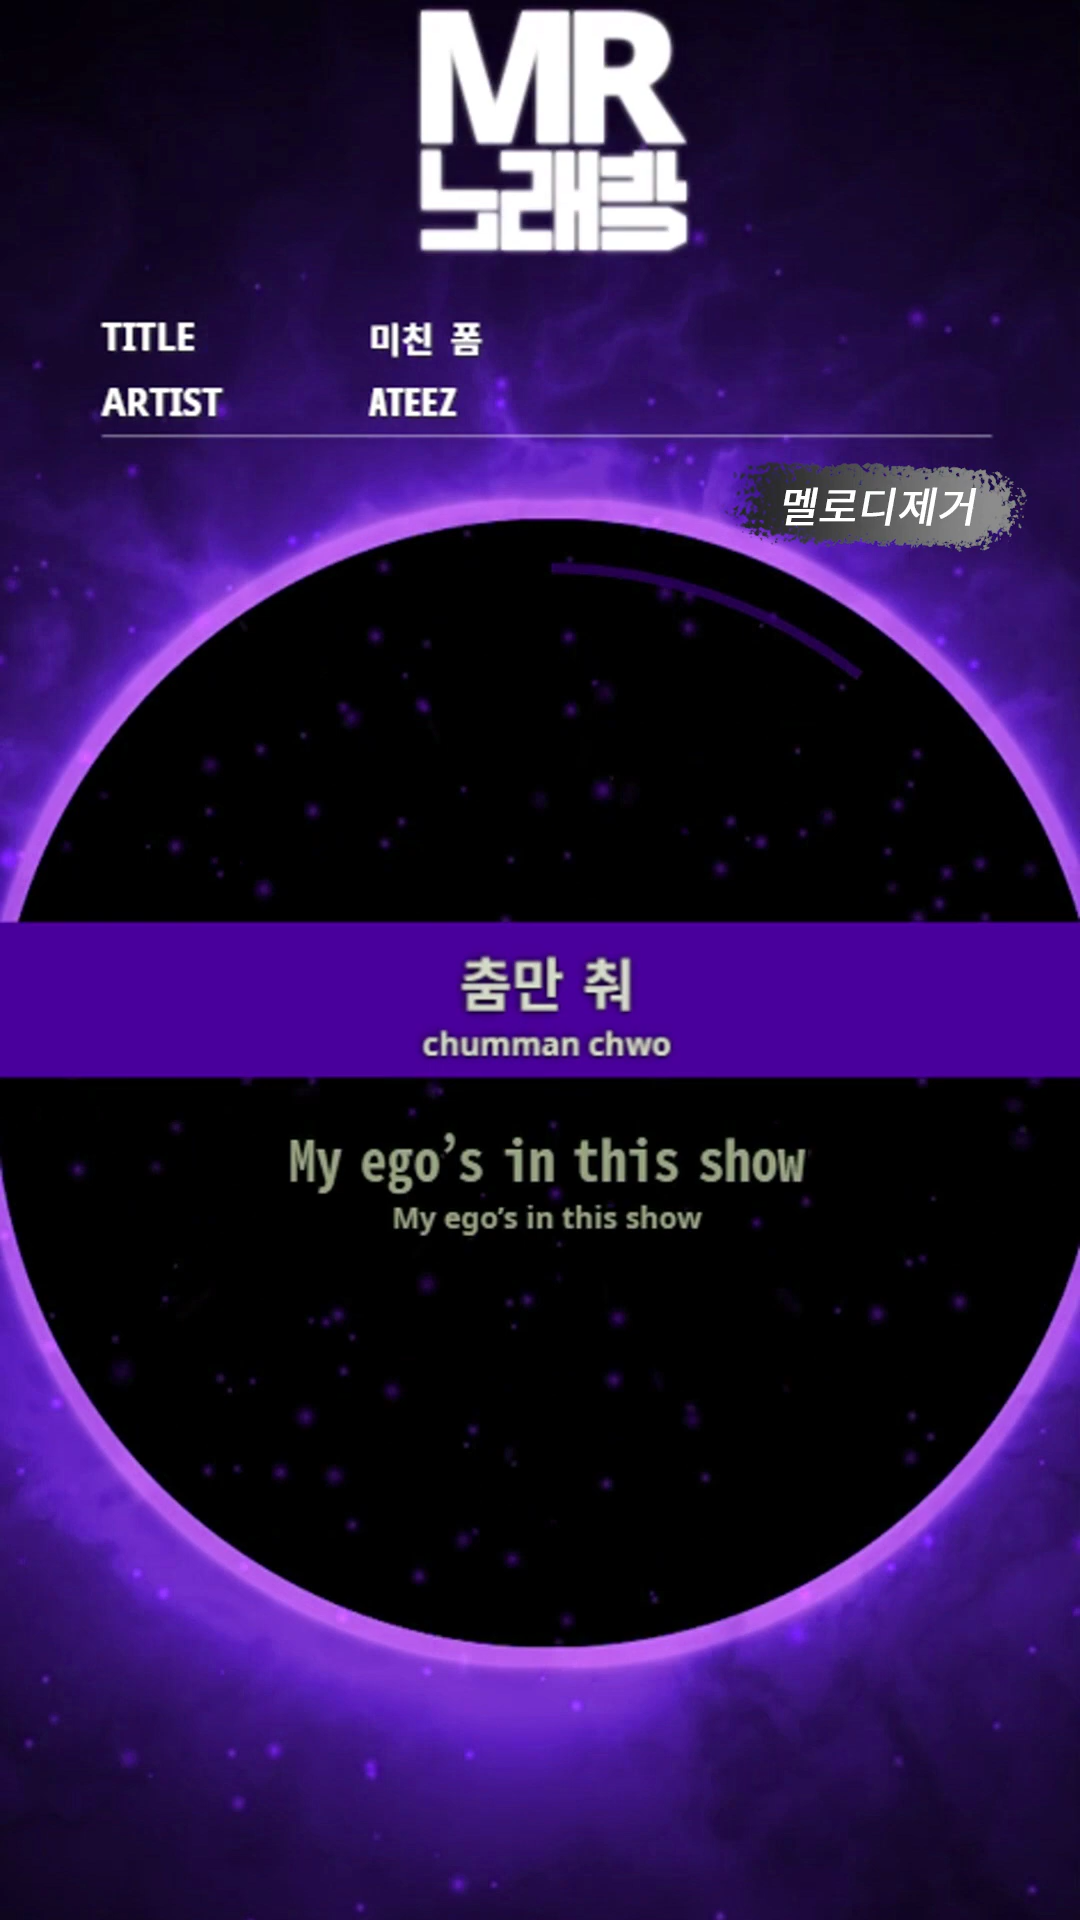 MR
노래방
TITLE 미친 폼
ARTIST ATEEZ
멜로디제거
춤만 춰
chumman chwo
My ego’s in this show
My ego’s in this show